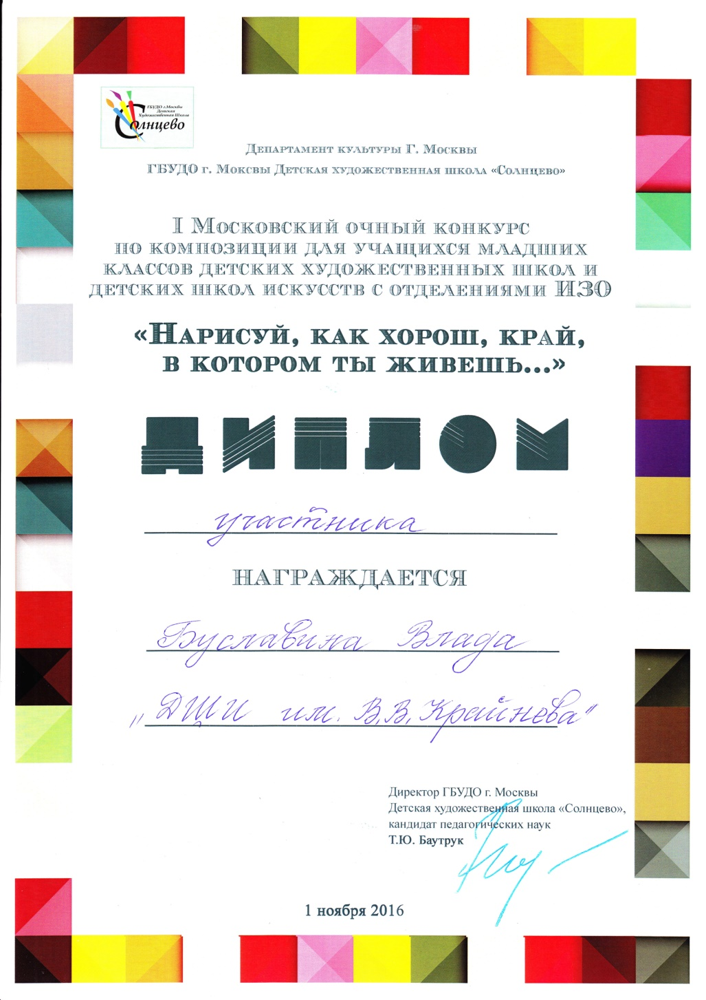 ГБУДО г.Москвы
Детская
Художественная Школа
Солнцево
Департамент культуры Г. Москвы
ГБУДО г. Моксвы Детская художественная школа «Солнцево»
I Московский очный конкурс
по композиции для учащихся младших
классов детских художественных школ и
детских школ искусств с отделениями ИЗО
«Нарисуй, как хорош, край,
в котором ты живешь...»
ДИПЛОМ
участника
НАГРАЖДАЕТСЯ
Буславина Влада
„ДШИ им. В.В. Крайнева"
Директор ГБУДО г. Москвы
Детская художественная школа «Солнцево»,
кандидат педагогических наук
Т.Ю. Баутрук
1 ноября 2016